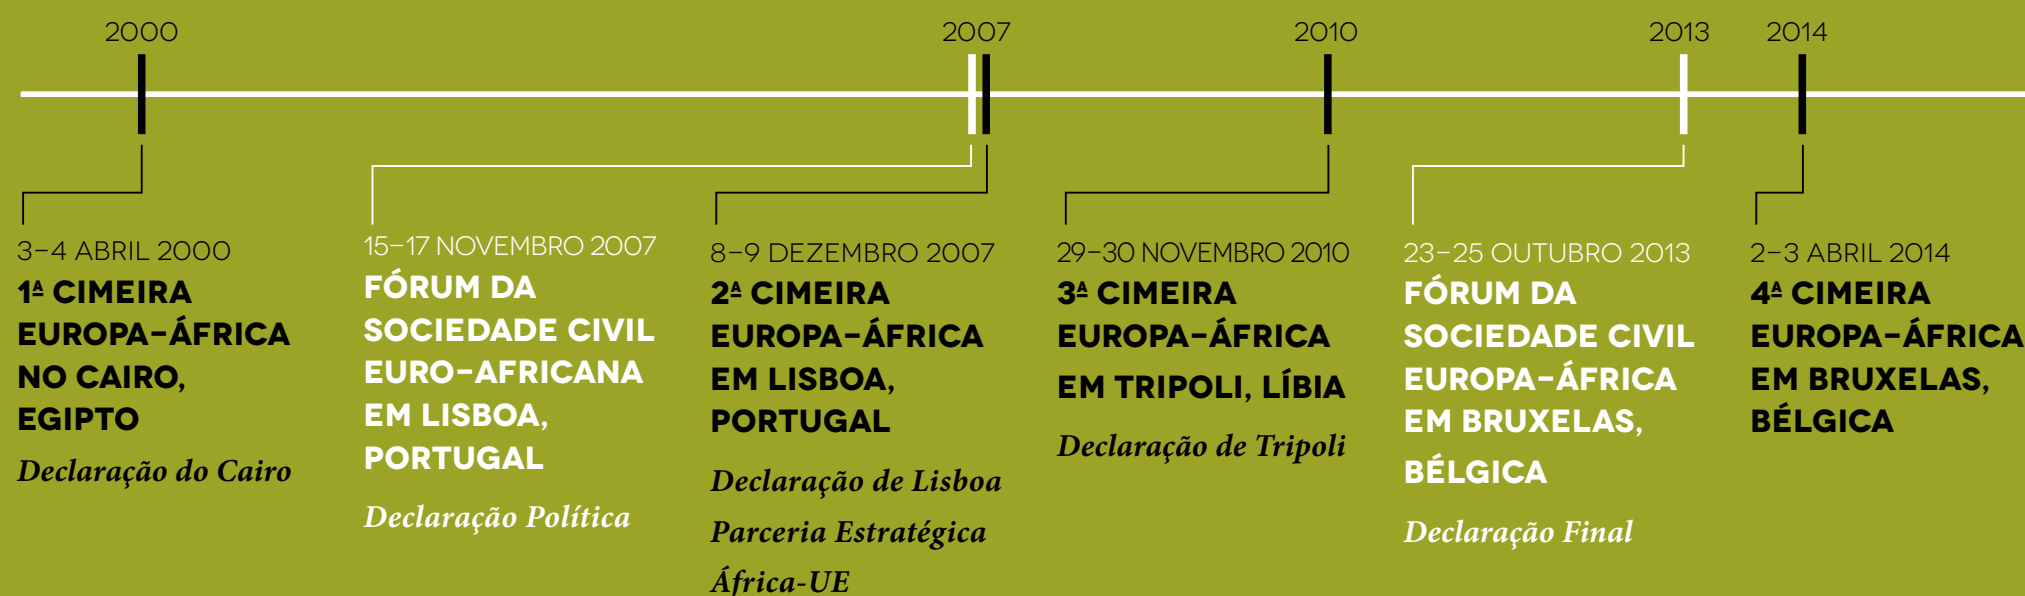 2000
2007
2010
2013
2014
3–4 ABRIL 2000
1ª CIMEIRA
EUROPA–ÁFRICA
NO CAIRO,
EGIPTO
Declaração do Cairo
15–17 NOVEMBRO 2007
FÓRUM DA
SOCIEDADE CIVIL
EURO–AFRICANA
EM LISBOA,
PORTUGAL
Declaração Política
8–9 DEZEMBRO 2007
2ª CIMEIRA
EUROPA–ÁFRICA
EM LISBOA,
PORTUGAL
Declaração de Lisboa
Parceria Estratégica
África-UE
29–30 NOVEMBRO 2010
3ª CIMEIRA
EUROPA–ÁFRICA
EM TRIPOLI, LÍBIA
Declaração de Tripoli
23–25 OUTUBRO 2013
FÓRUM DA
SOCIEDADE CIVIL
EUROPA–ÁFRICA
EM BRUXELAS,
BÉLGICA
Declaração Final
2–3 ABRIL 2014
4ª CIMEIRA
EUROPA–ÁFRICA
EM BRUXELAS,
BÉLGICA